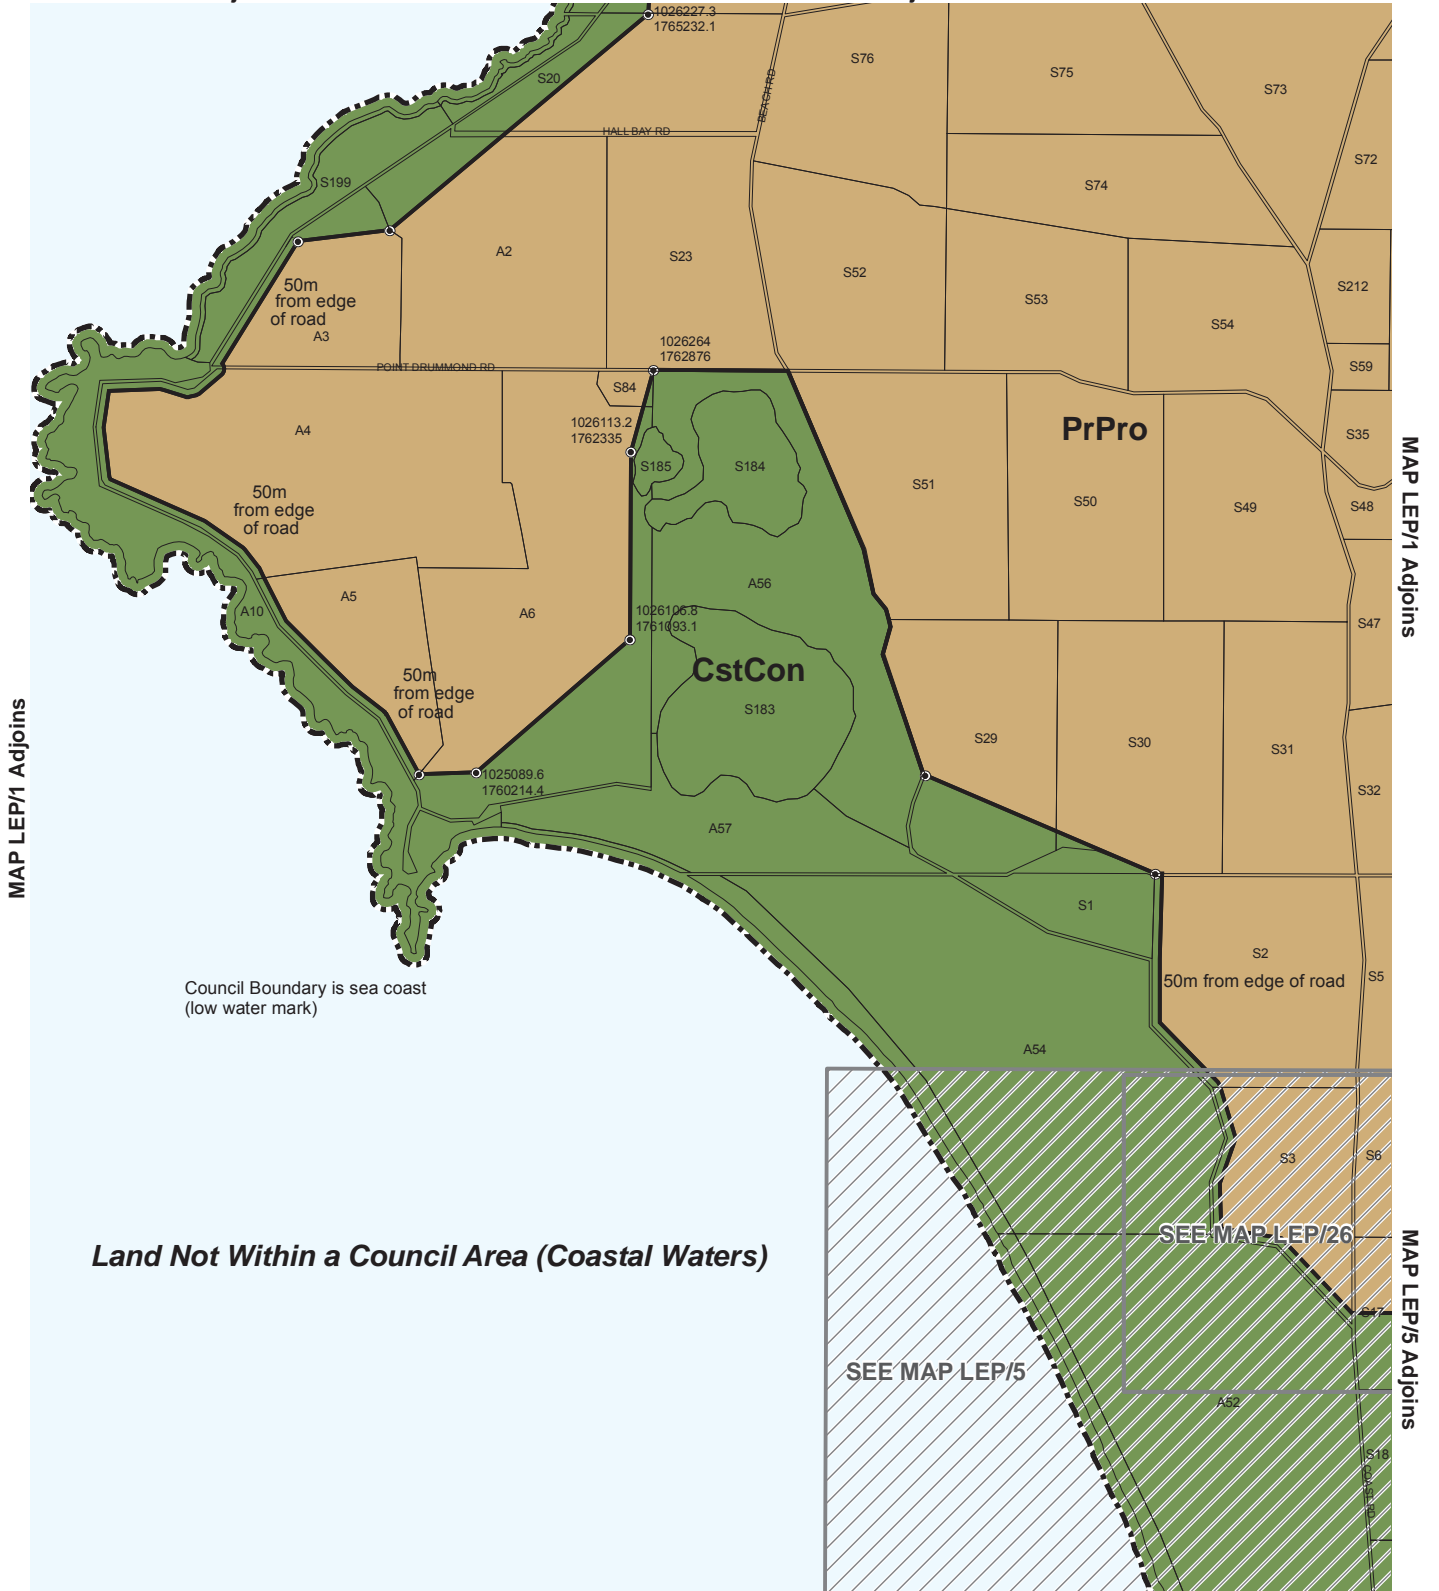 1026227.3
1765232.1
S20
S76
S75
S73
BEACH RD
HALL BAY RD
S72
S199
S74
A2
S23
S52
S53
S54
S212
50m
from edge
of road
A3
1026264
1762876
POINT DRUMMOND RD
S59
S84
A4
1026113.2
1762335
PrPro
S35
S185
S184
S51
S50
S49
S48
50m
from edge
of road
MAP LEP/1 Adjoins
A56
A5
A10
A6
1026106.8
1761093.1
S47
CstCon
50m
from edge
of road
S183
S29
S30
S31
S32
1025089.6
1760214.4
MAP LEP/1 Adjoins
A57
S1
S2
50m from edge of road
S5
Council Boundary is sea coast
(low water mark)
A54
S3
S6
SEE MAP LEP/26
Land Not Within a Council Area (Coastal Waters)
S17
MAP LEP/5 Adjoins
SEE MAP LEP/5
A52
S18
COAST RD